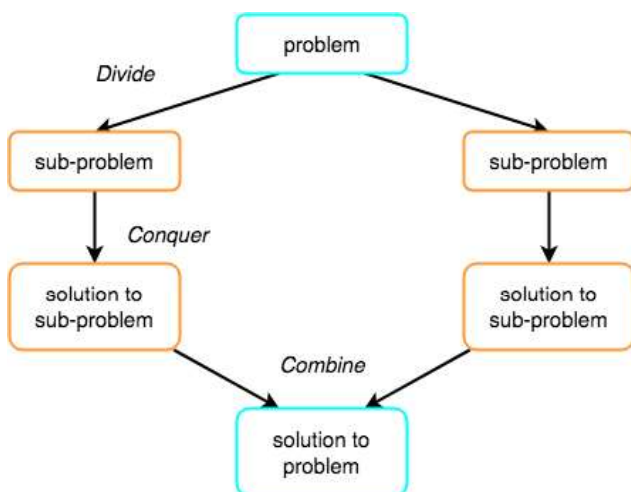 problem
Divide
sub-problem
sub-problem
Conquer
solution to
sub-problem
solution to
sub-problem
Combine
solution to
problem